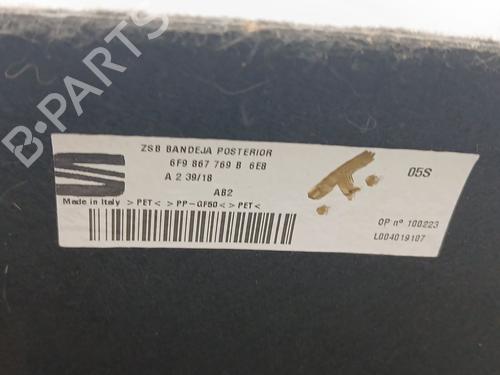 B-PARTS
ZSB BANDEJA POSTERIOR
6F9 867 769 B 6E8
A 2 39/18
AB2
05S
Made in Italy >PET< >PP-GF50< >PET<
OP nº 100223
L004019107